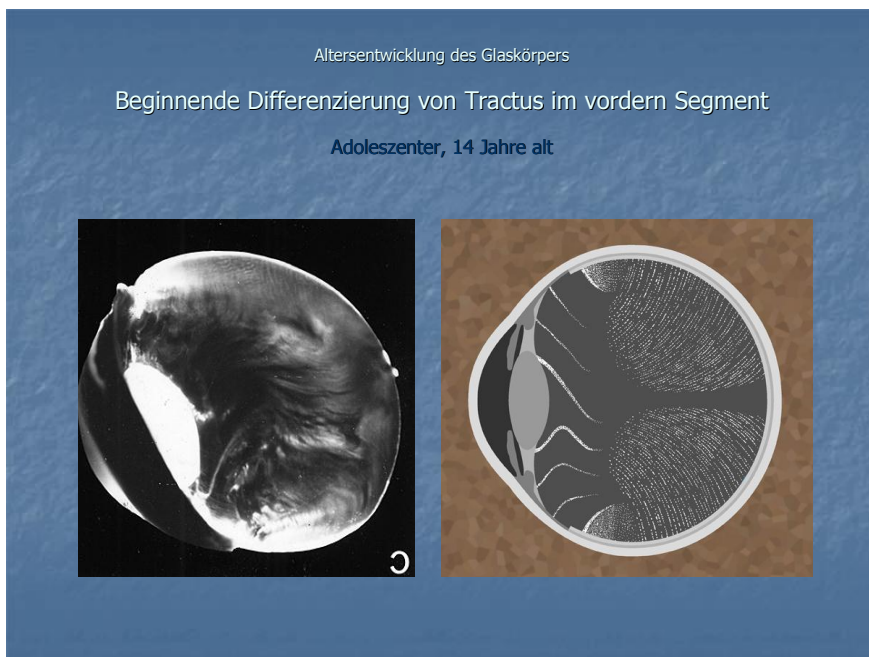 Altersentwicklung des Glaskörpers
Beginnende Differenzierung von Tractus im vordern Segment
Adoleszenter, 14 Jahre alt
Ɔ